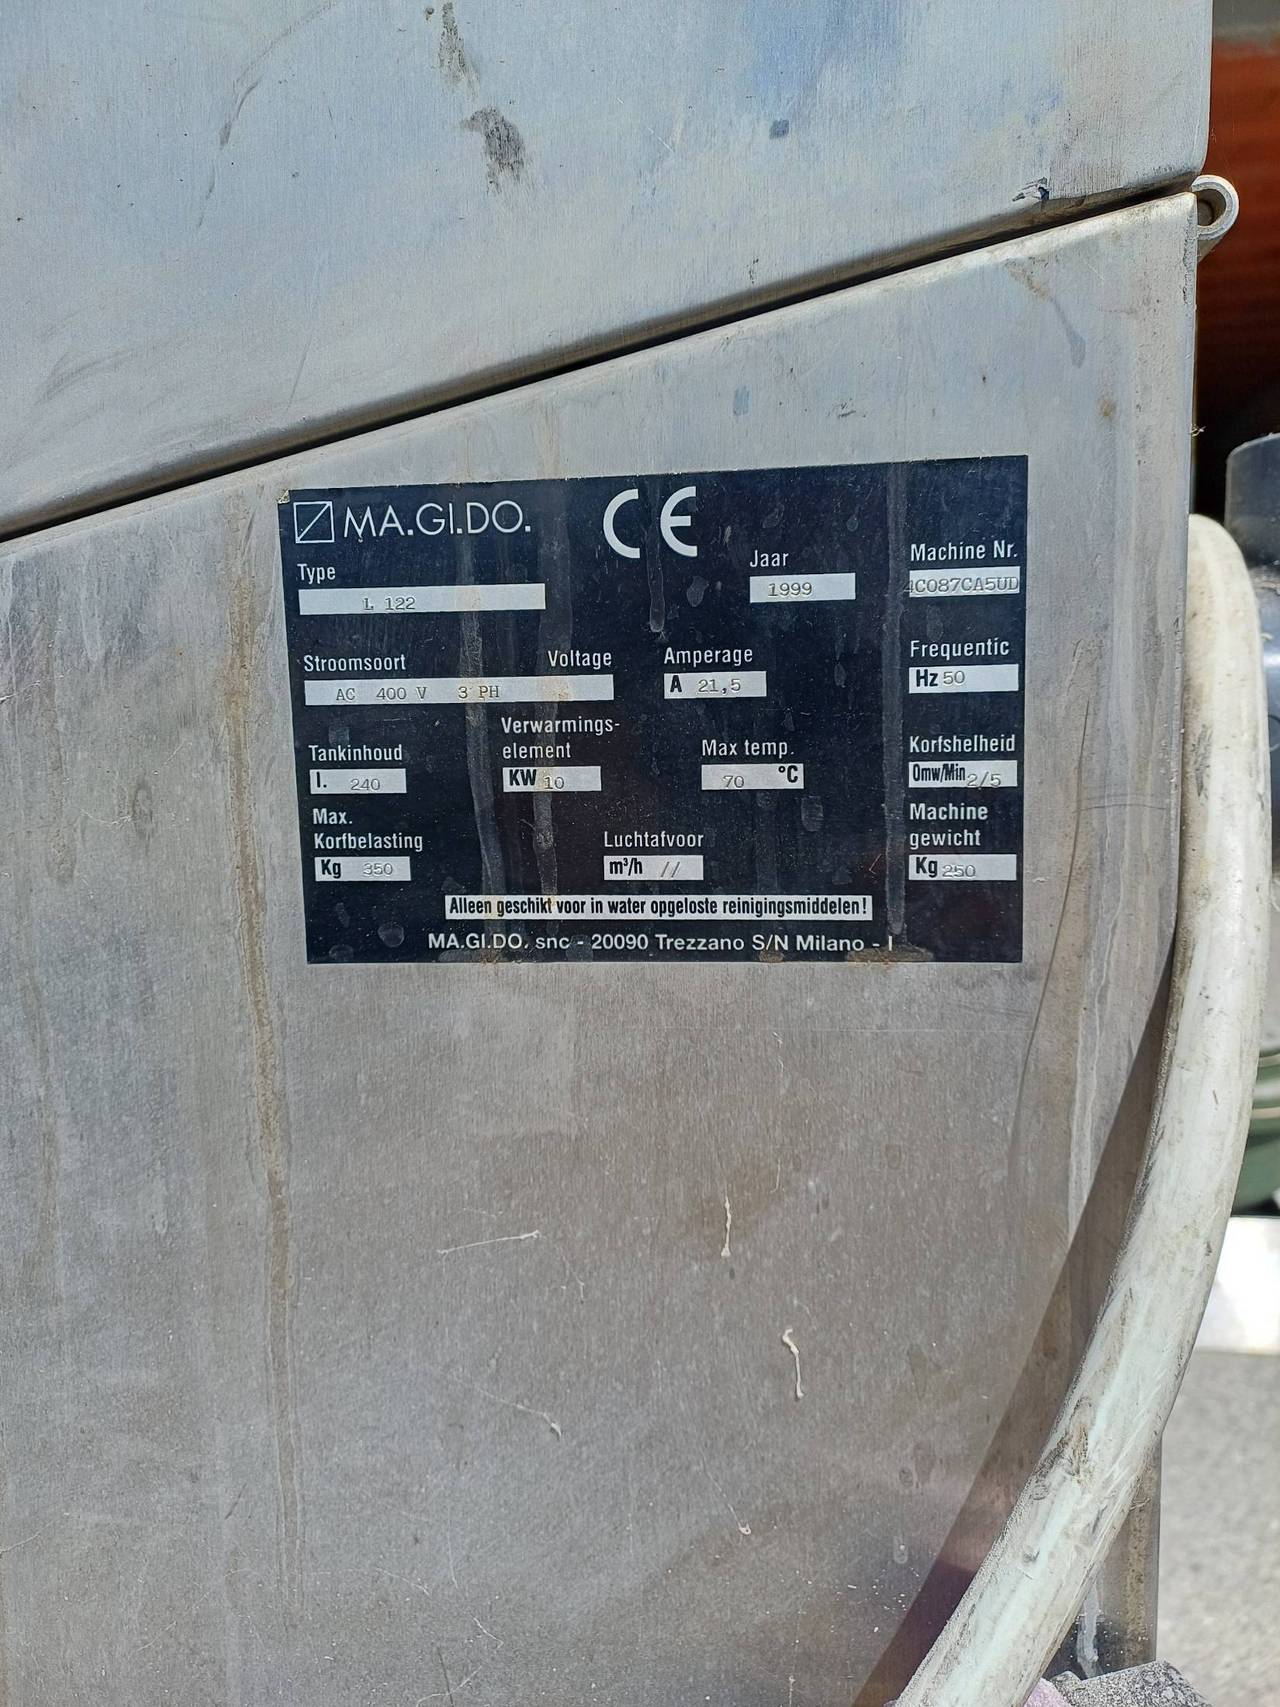 MA.GI.DO. CE
Type Jaar Machine Nr.
L 122 1999 4C087CA5UD
Stroomsoort Voltage Amperage Frequentic
AC 400 V 3 PH A 21,5 Hz 50
Tankinhoud Verwarmings-element Max temp. Korfshelheid
l. 240 KW 10 70 °C Omw/Min 2/5
Max. Korfbelasting Luchtafvoor Machine gewicht
Kg 350 m³/h // Kg 250
Alleen geschikt voor in water opgeloste reinigingsmiddelen!
MA.GI.DO. snc - 20090 Trezzano S/N Milano - I